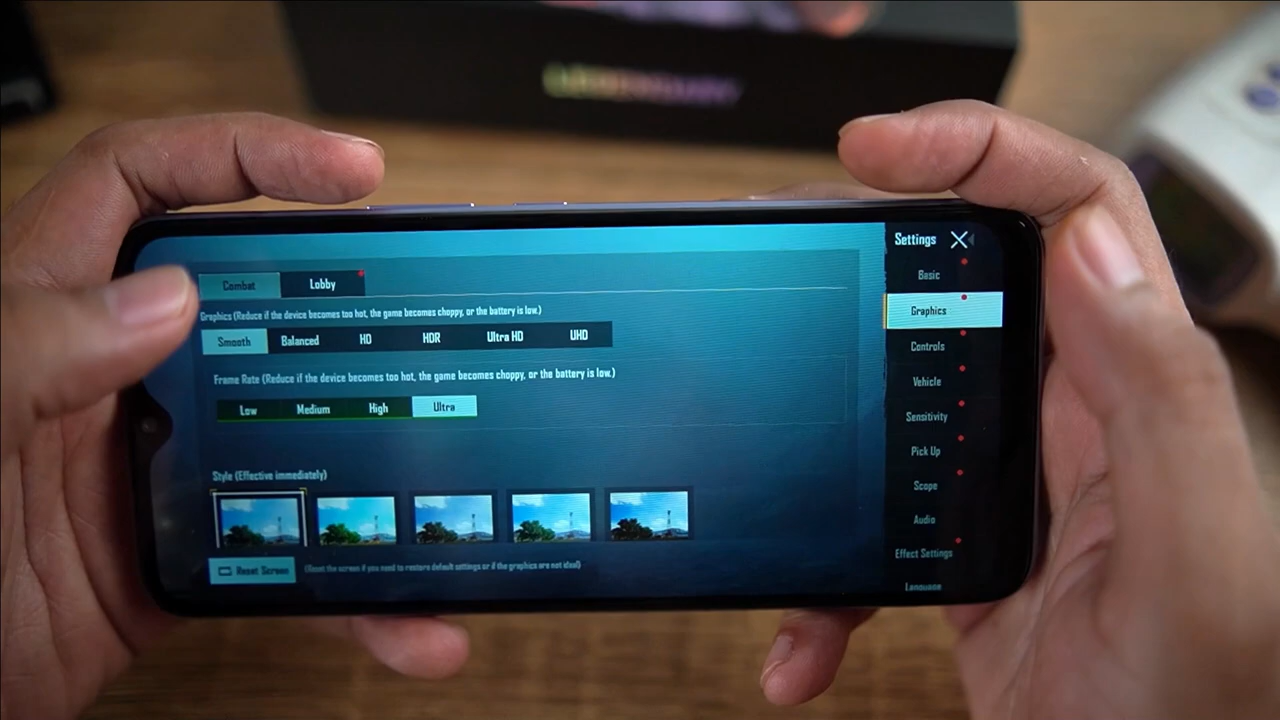 LEGENDARY
Settings X
Combat Lobby
Graphics (Reduce if the device becomes too hot, the game becomes choppy, or the battery is low.)
Smooth Balanced HD HDR Ultra HD UHD
Frame Rate (Reduce if the device becomes too hot, the game becomes choppy, or the battery is low.)
Low Medium High Ultra
Style (Effective immediately)
Reset Screen (Reset the screen if you need to restore default settings or if the graphics are not ideal)
Basic
Graphics
Controls
Vehicle
Sensitivity
Pick Up
Scope
Audio
Effect Settings
Language